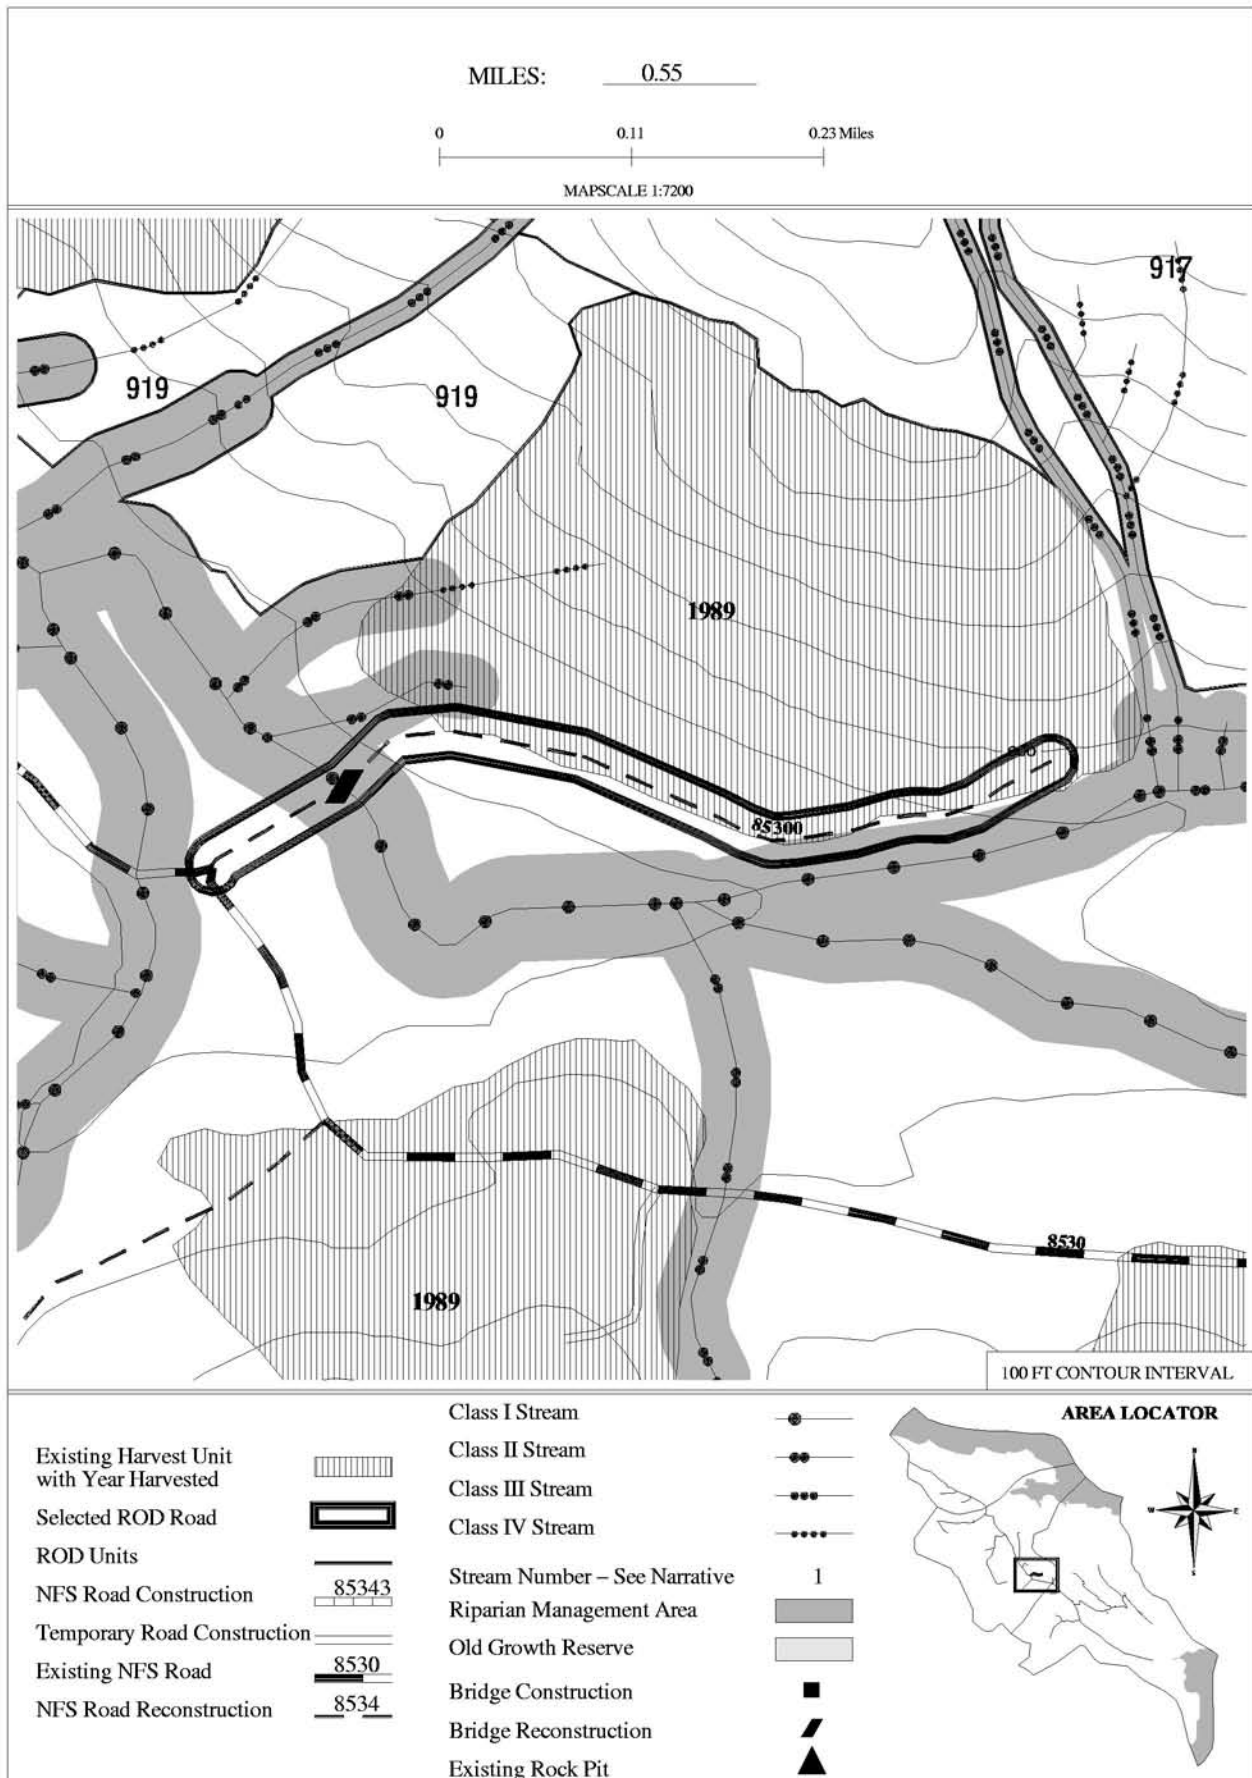 MILES: 0.55
0 0.11 0.23 Miles
MAPSCALE 1:7200
917
919
919
1989
85300
8530
1989
100 FT CONTOUR INTERVAL
Existing Harvest Unit
with Year Harvested
Selected ROD Road
ROD Units
NFS Road Construction 85343
Temporary Road Construction
Existing NFS Road 8530
NFS Road Reconstruction 8534
Class I Stream
Class II Stream
Class III Stream
Class IV Stream
Stream Number – See Narrative 1
Riparian Management Area
Old Growth Reserve
Bridge Construction
Bridge Reconstruction
Existing Rock Pit
AREA LOCATOR
N
W E
S